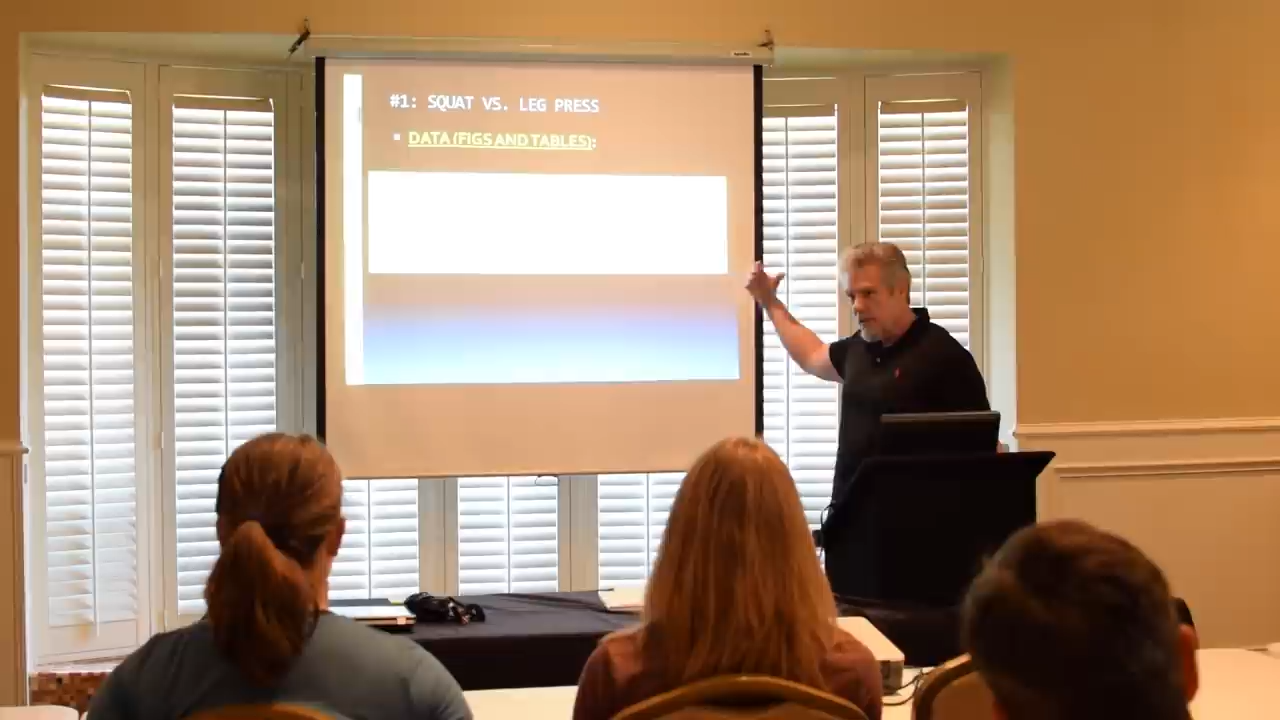 #1: SQUAT VS. LEG PRESS
DATA (FIGS AND TABLES):